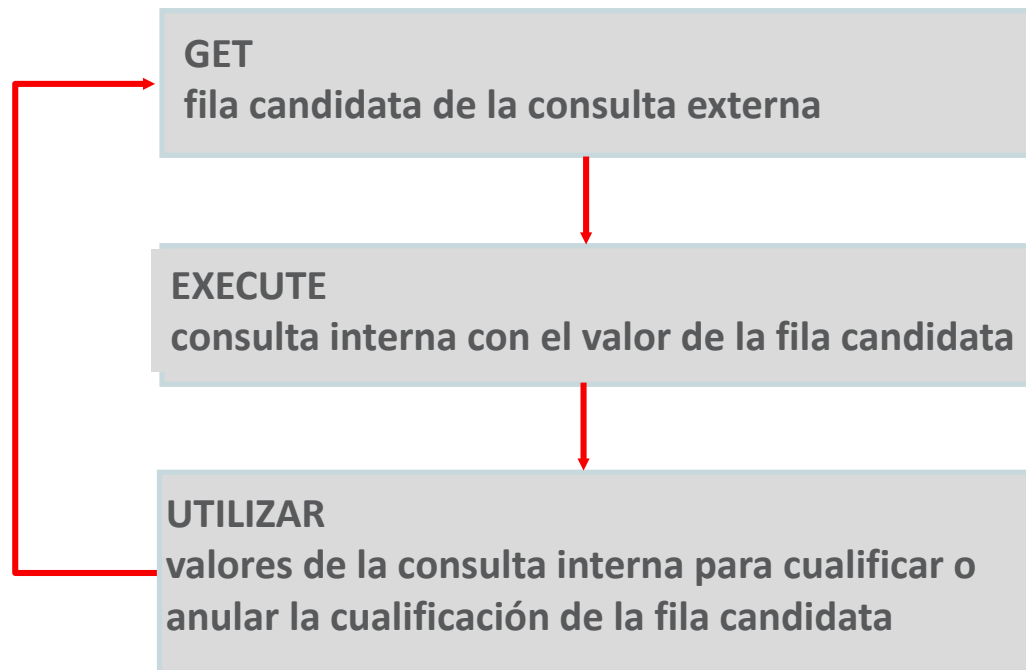 GET
fila candidata de la consulta externa
EXECUTE
consulta interna con el valor de la fila candidata
UTILIZAR
valores de la consulta interna para cualificar o
anular la cualificación de la fila candidata